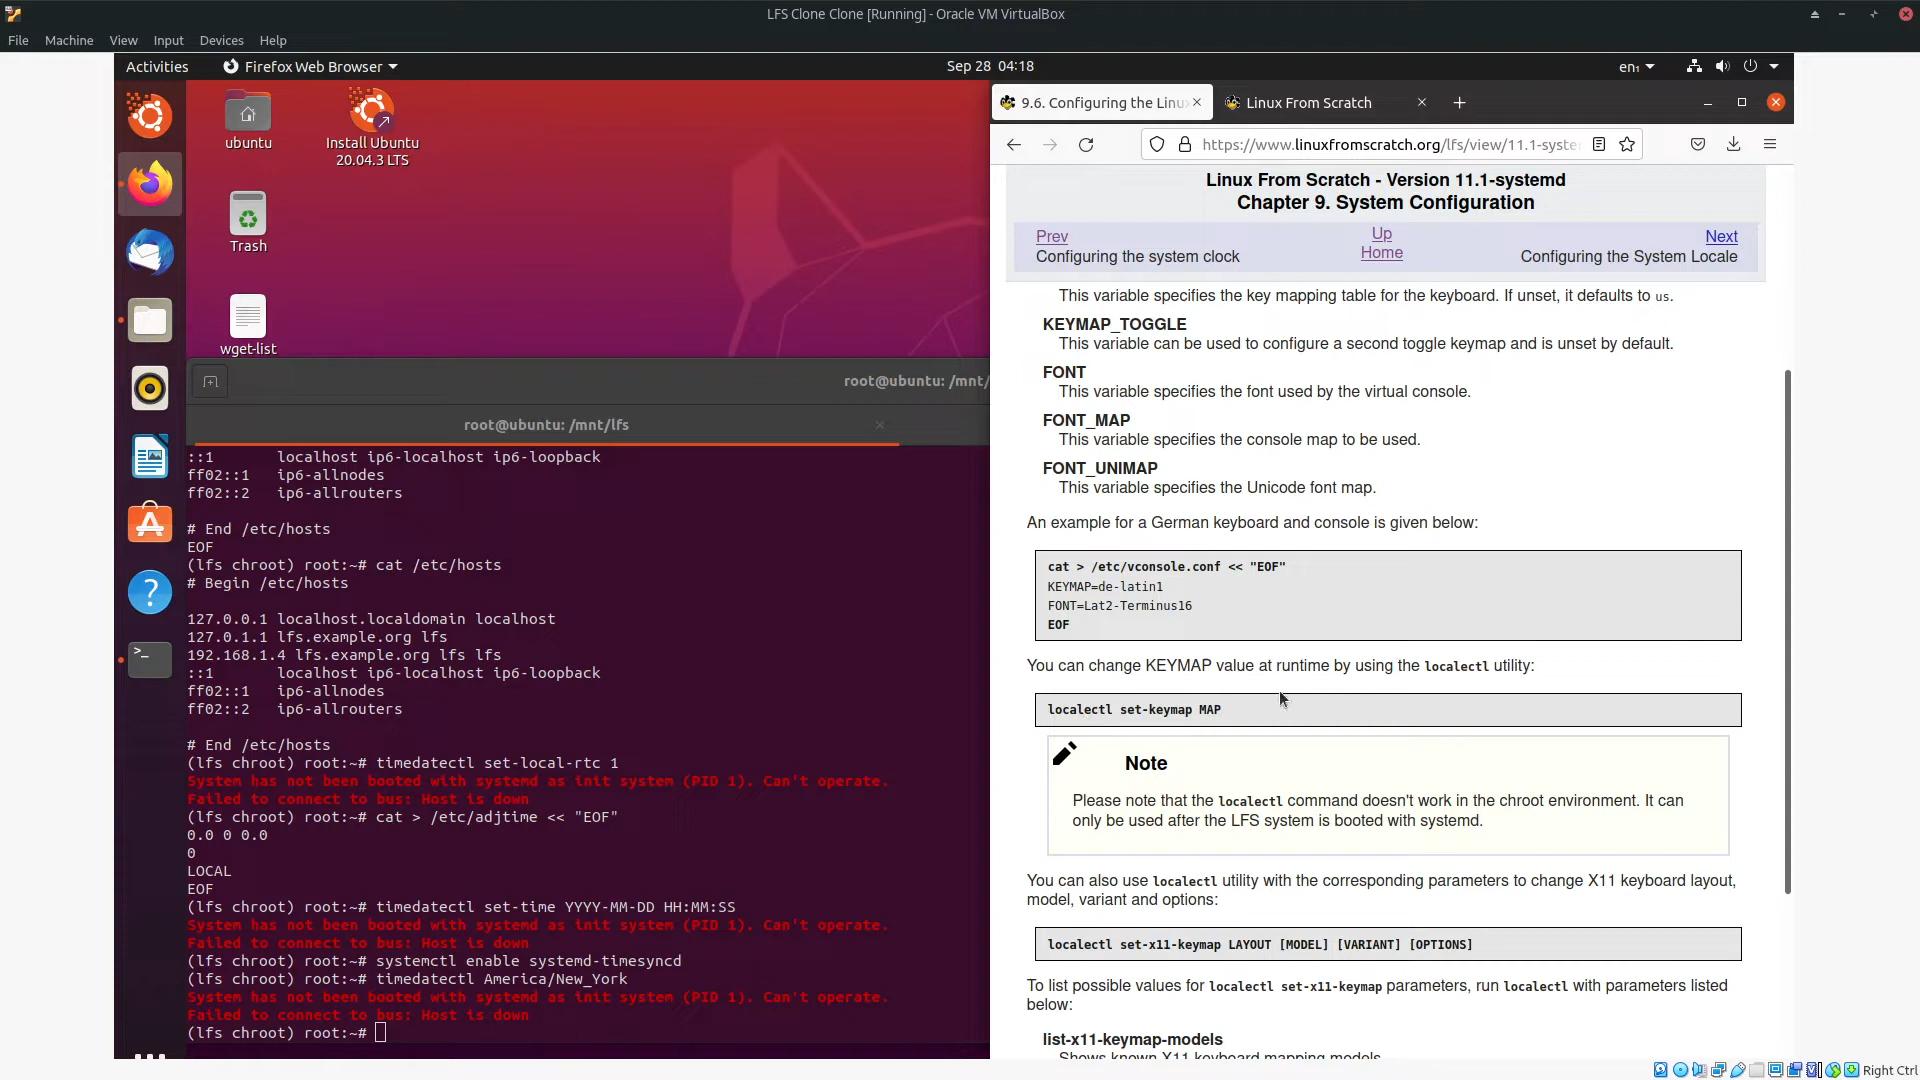 LFS Clone Clone [Running] - Oracle VM VirtualBox
File Machine View Input Devices Help
Activities Firefox Web Browser Sep 28 04:18 en1
ubuntu
Install Ubuntu 20.04.3 LTS
Trash
wget-list
root@ubuntu: /mnt/
root@ubuntu: /mnt/lfs
::1 localhost ip6-localhost ip6-loopback
ff02::1 ip6-allnodes
ff02::2 ip6-allrouters
# End /etc/hosts
EOF
(lfs chroot) root:~# cat /etc/hosts
# Begin /etc/hosts
127.0.0.1 localhost.localdomain localhost
127.0.1.1 lfs.example.org lfs
192.168.1.4 lfs.example.org lfs lfs
::1 localhost ip6-localhost ip6-loopback
ff02::1 ip6-allnodes
ff02::2 ip6-allrouters
# End /etc/hosts
(lfs chroot) root:~# timedatectl set-local-rtc 1
System has not been booted with systemd as init system (PID 1). Can't operate.
Failed to connect to bus: Host is down
(lfs chroot) root:~# cat > /etc/adjtime << "EOF"
0.0 0 0.0
0
LOCAL
EOF
(lfs chroot) root:~# timedatectl set-time YYYY-MM-DD HH:MM:SS
System has not been booted with systemd as init system (PID 1). Can't operate.
Failed to connect to bus: Host is down
(lfs chroot) root:~# systemctl enable systemd-timesyncd
(lfs chroot) root:~# timedatectl America/New_York
System has not been booted with systemd as init system (PID 1). Can't operate.
Failed to connect to bus: Host is down
(lfs chroot) root:~#
9.6. Configuring the Linu
Linux From Scratch
https://www.linuxfromscratch.org/lfs/view/11.1-syste
Linux From Scratch - Version 11.1-systemd
Chapter 9. System Configuration
Prev Up Next
Home
Configuring the system clock Configuring the System Locale
This variable specifies the key mapping table for the keyboard. If unset, it defaults to us.
KEYMAP_TOGGLE
This variable can be used to configure a second toggle keymap and is unset by default.
FONT
This variable specifies the font used by the virtual console.
FONT_MAP
This variable specifies the console map to be used.
FONT_UNIMAP
This variable specifies the Unicode font map.
An example for a German keyboard and console is given below:
cat > /etc/vconsole.conf << "EOF"
KEYMAP=de-latin1
FONT=Lat2-Terminus16
EOF
You can change KEYMAP value at runtime by using the localectl utility:
localectl set-keymap MAP
Note
Please note that the localectl command doesn't work in the chroot environment. It can
only be used after the LFS system is booted with systemd.
You can also use localectl utility with the corresponding parameters to change X11 keyboard layout,
model, variant and options:
localectl set-x11-keymap LAYOUT [MODEL] [VARIANT] [OPTIONS]
To list possible values for localectl set-x11-keymap parameters, run localectl with parameters listed
below:
list-x11-keymap-models
Shows known X11 keyboard mapping models
Right Ctrl